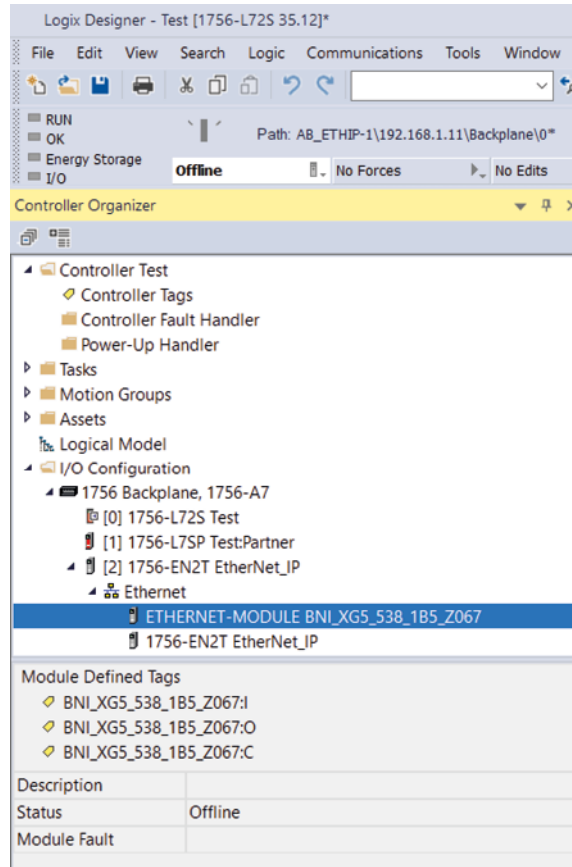 Logix Designer - Test [1756-L72S 35.12]*
File Edit View Search Logic Communications Tools Window
RUN
OK
Energy Storage
I/O
Path: AB_ETHIP-1\192.168.1.11\Backplane\0*
Offline No Forces No Edits
Controller Organizer
Controller Test
Controller Tags
Controller Fault Handler
Power-Up Handler
Tasks
Motion Groups
Assets
Logical Model
I/O Configuration
1756 Backplane, 1756-A7
[0] 1756-L72S Test
[1] 1756-L7SP Test:Partner
[2] 1756-EN2T EtherNet_IP
Ethernet
ETHERNET-MODULE BNI_XG5_538_1B5_Z067
1756-EN2T EtherNet_IP
Module Defined Tags
BNI_XG5_538_1B5_Z067:I
BNI_XG5_538_1B5_Z067:O
BNI_XG5_538_1B5_Z067:C
Description
Status Offline
Module Fault